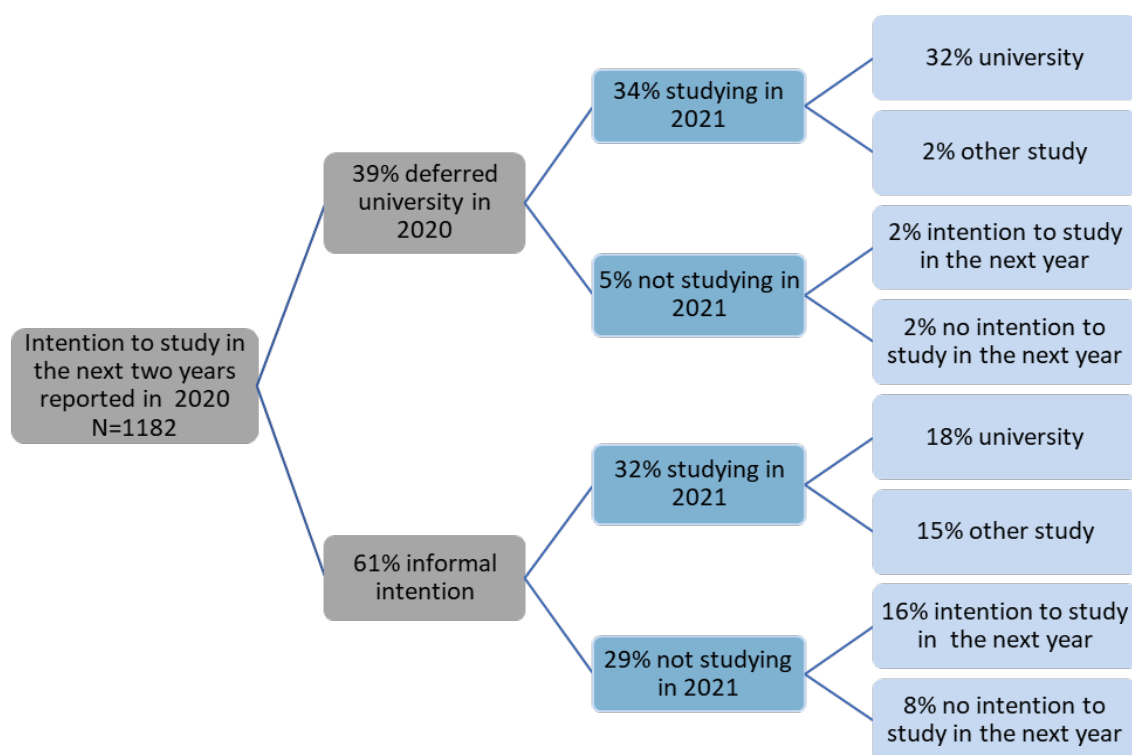 Intention to study in
the next two years
reported in 2020
N=1182
39% deferred
university in
2020
34% studying in
2021
32% university
2% other study
5% not studying in
2021
2% intention to study
in the next year
2% no intention to
study in the next year
61% informal
intention
32% studying in
2021
18% university
15% other study
29% not studying
in 2021
16% intention to study
in the next year
8% no intention to
study in the next year